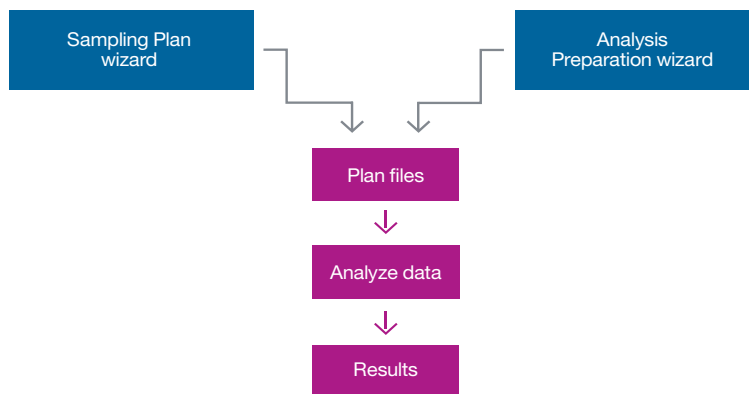 Sampling Plan
wizard
Analysis
Preparation wizard
Plan files
Analyze data
Results